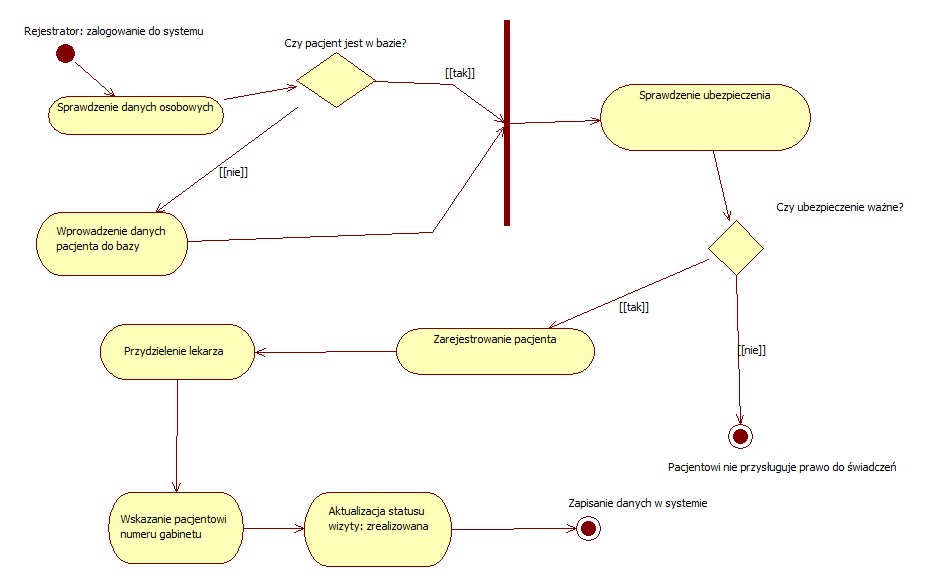 Rejestrator: zalogowanie do systemu
Czy pacjent jest w bazie?
[[tak]]
Sprawdzenie danych osobowych
Sprawdzenie ubezpieczenia
[[nie]]
Wprowadzenie danych
pacjenta do bazy
Czy ubezpieczenie ważne?
[[tak]]
Zarejestrowanie pacjenta
Przydzielenie lekarza
[[nie]]
Pacjentowi nie przysługuje prawo do świadczeń
Wskazanie pacjentowi
numeru gabinetu
Aktualizacja statusu
wizyty: zrealizowana
Zapisanie danych w systemie